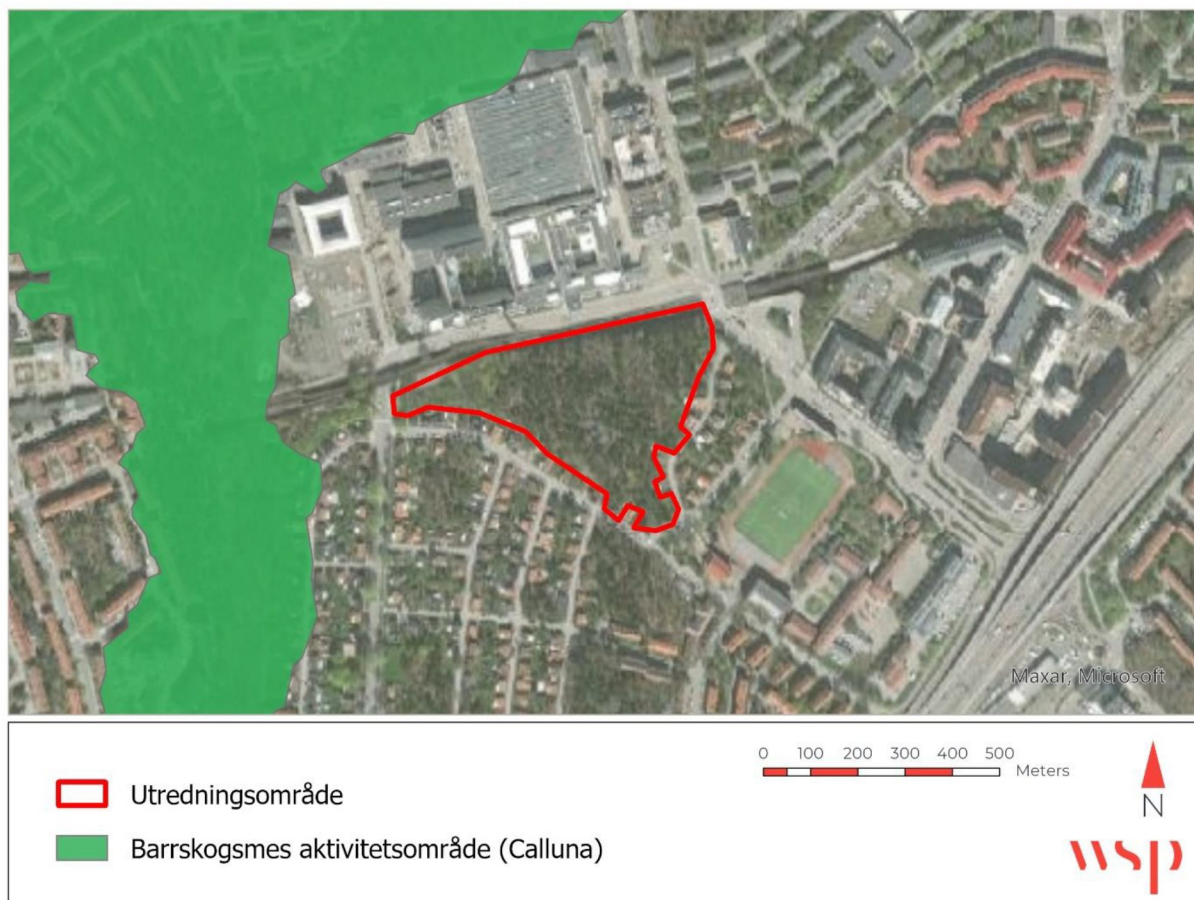 Maxar, Microsoft
Utredningsområde
Barrskogsmes aktivitetsområde (Calluna)
0 100 200 300 400 500
Meters
N
wsp